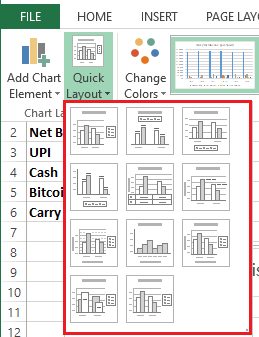 FILE HOME INSERT PAGE LAYO
Add Chart Element Quick Layout Change Colors
Chart La
2 Net B
3 UPI
4 Cash
5 Bitcoi
6 Carry
8
9
10
11
12